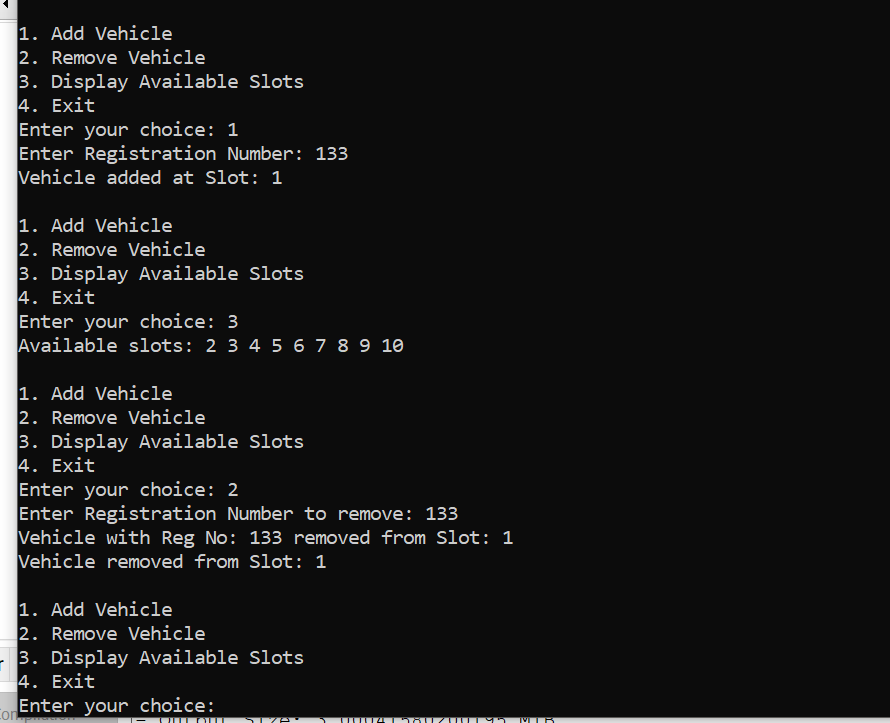 1. Add Vehicle
2. Remove Vehicle
3. Display Available Slots
4. Exit
Enter your choice: 1
Enter Registration Number: 133
Vehicle added at Slot: 1
1. Add Vehicle
2. Remove Vehicle
3. Display Available Slots
4. Exit
Enter your choice: 3
Available slots: 2 3 4 5 6 7 8 9 10
1. Add Vehicle
2. Remove Vehicle
3. Display Available Slots
4. Exit
Enter your choice: 2
Enter Registration Number to remove: 133
Vehicle with Reg No: 133 removed from Slot: 1
Vehicle removed from Slot: 1
1. Add Vehicle
2. Remove Vehicle
3. Display Available Slots
4. Exit
Enter your choice: